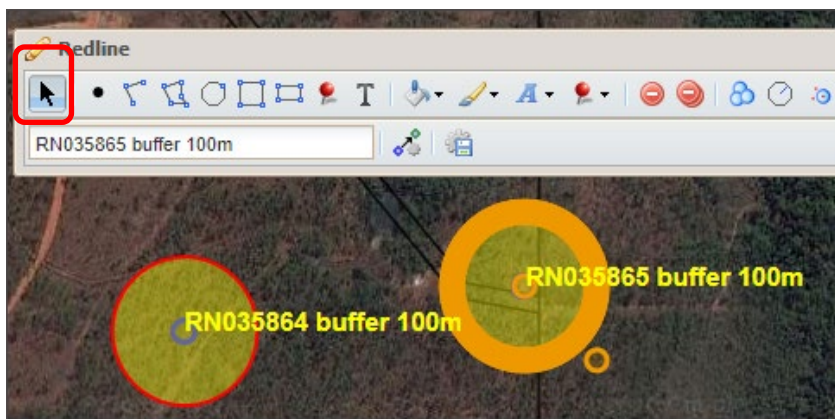 Redline
T
A
RN035865 buffer 100m
RN035865 buffer 100m
RN035864 buffer 100m